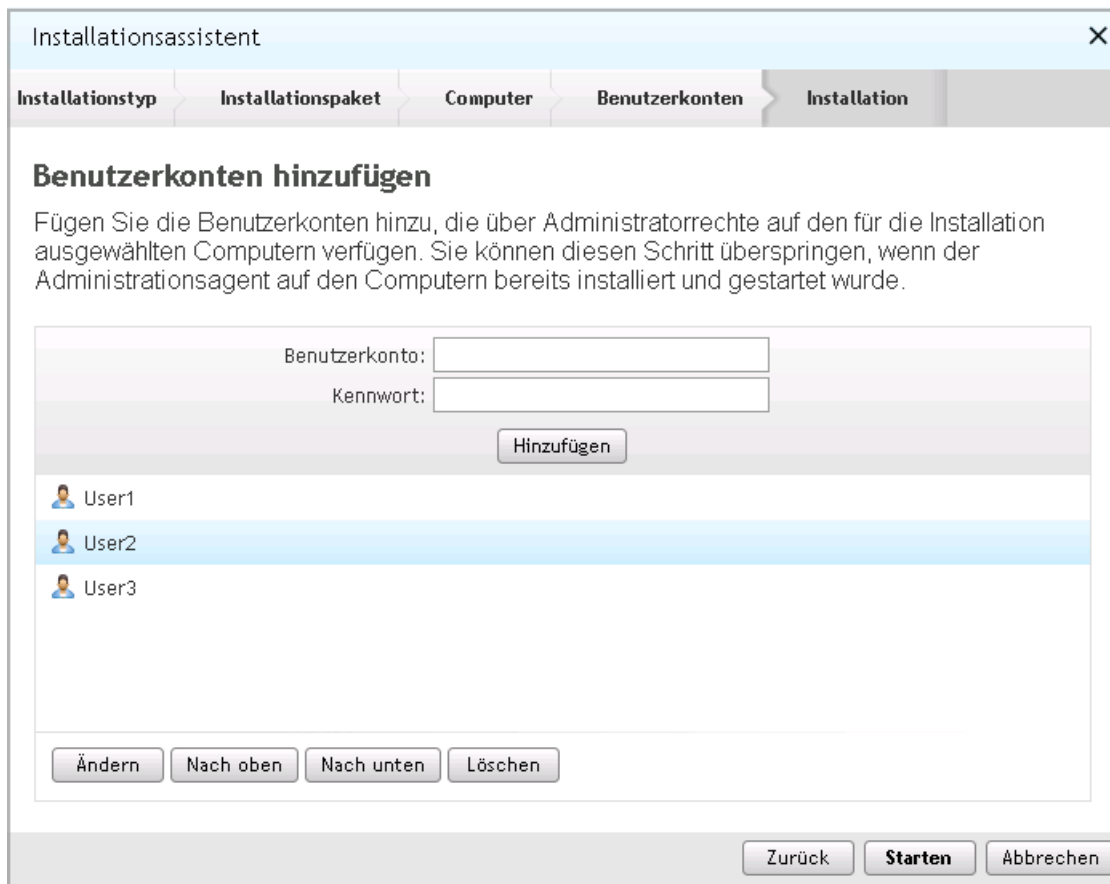 Installationsassistent
Installationstyp Installationspaket Computer Benutzerkonten Installation
Benutzerkonten hinzufügen
Fügen Sie die Benutzerkonten hinzu, die über Administratorrechte auf den für die Installation
ausgewählten Computern verfügen. Sie können diesen Schritt überspringen, wenn der
Administrationsagent auf den Computern bereits installiert und gestartet wurde.
Benutzerkonto:
Kennwort:
Hinzufügen
User1
User2
User3
Ändern Nach oben Nach unten Löschen
Zurück Starten Abbrechen